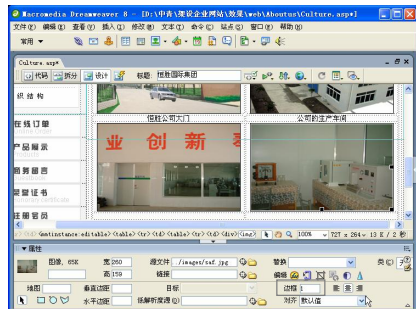 Macromedia Dreamweaver 8 - [D:\中青\架设企业网站\效果\web\Aboutus\Culture.asp*]
文件(F) 编辑(E) 查看(V) 插入(I) 修改(M) 文本(T) 命令(C) 站点(S) 窗口(W) 帮助(H)
常用
Culture.asp*
代码 拆分 设计 标题: 恒胜国际集团
织结构
恒胜公司大门 公司的生产车间
在线订单
产品展示
商务留言
荣誉证书
注册会员
业 创 新
<mmtinstance:editable> <table> <tr> <td> <table> <tr> <td> <div> <img> 100% 727 x 264 13 K / 2 秒
属性
图像, 65K 宽 260 源文件 ../images/saf.jpg 替换 类(C)
高 159 链接 编辑
地图 垂直边距 目标 边框 1
水平边距 低解析度源(O) 对齐 默认值